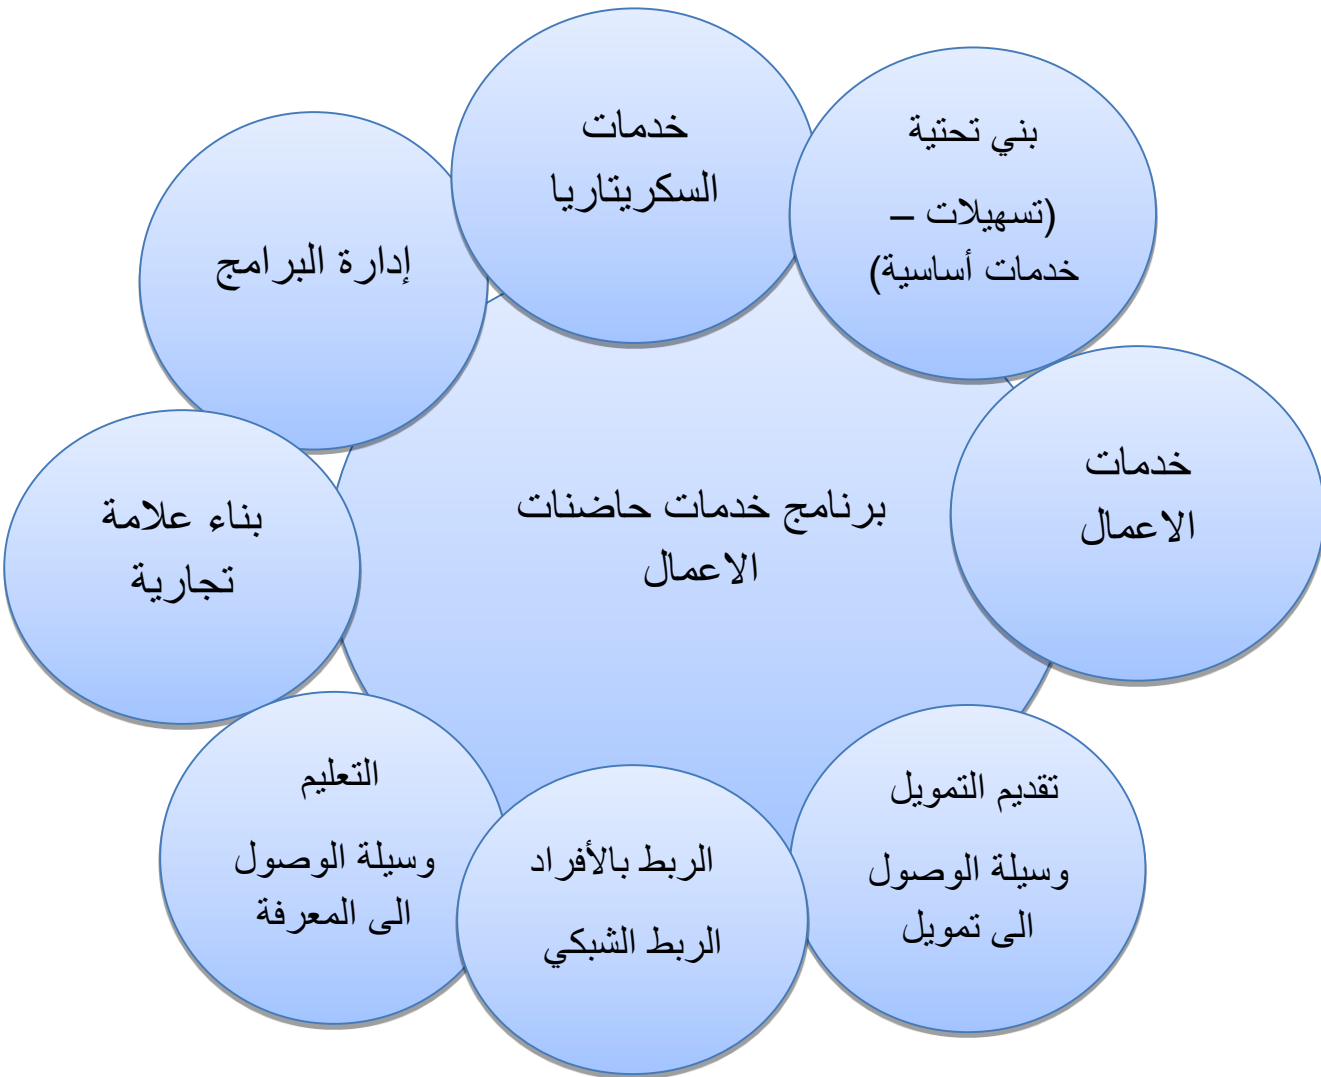 خدمات
السكريتاريا
بني تحتية
(تسهيلات –
خدمات أساسية)
إدارة البرامج
خدمات
الاعمال
برنامج خدمات حاضنات
الاعمال
بناء علامة
تجارية
تقديم التمويل
وسيلة الوصول
الى تمويل
الربط بالأفراد
الربط الشبكي
التعليم
وسيلة الوصول
الى المعرفة